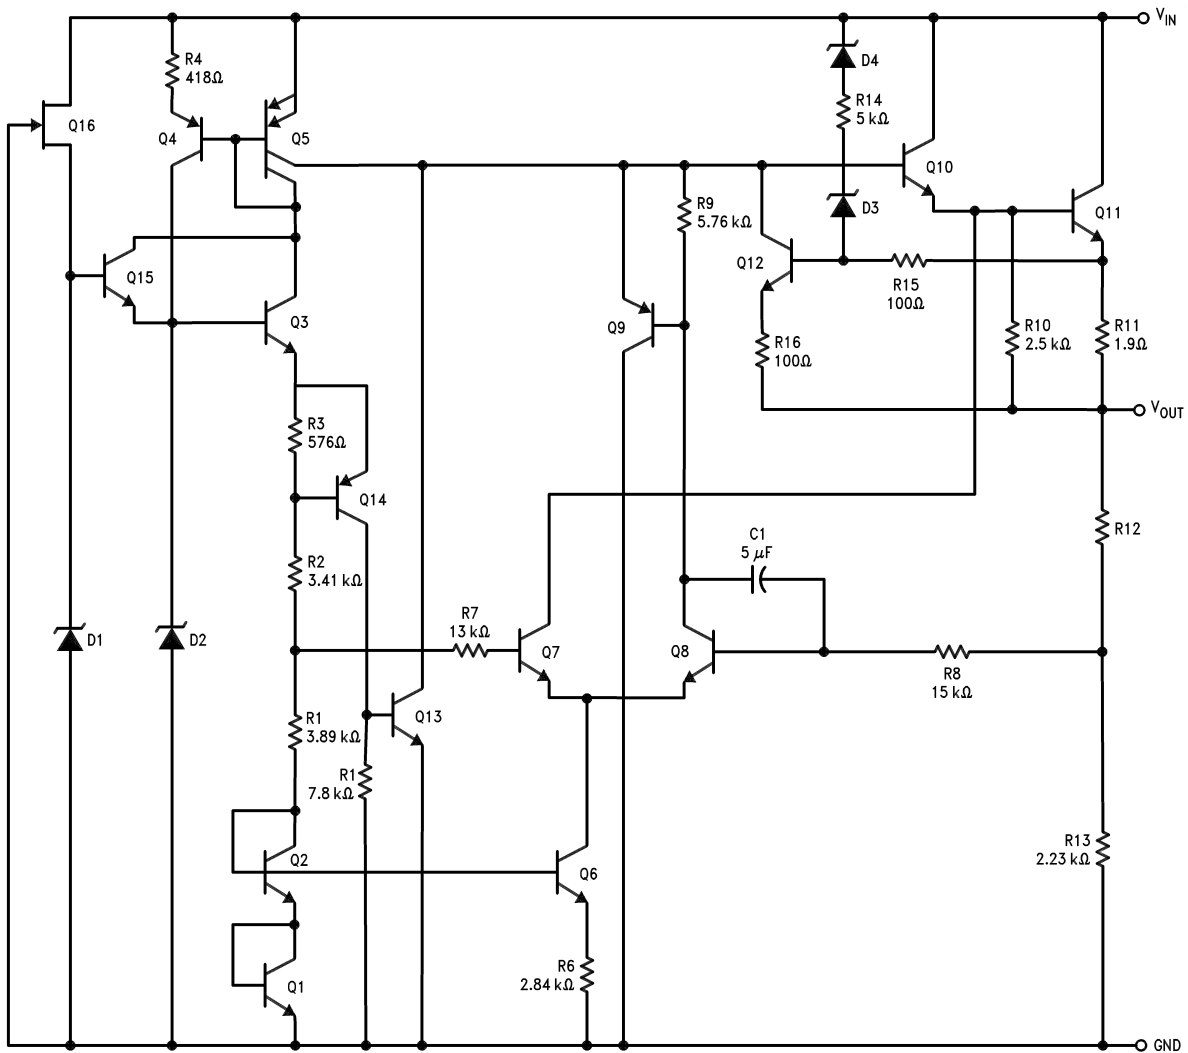 V_IN
R4
418Ω
D4
R14
5 kΩ
Q16
Q4
Q5
Q10
D3
R9
5.76 kΩ
Q11
Q15
Q12
R15
100Ω
Q3
Q9
R16
100Ω
R10
2.5 kΩ
R11
1.9Ω
V_OUT
R3
576Ω
Q14
C1
5 µF
R12
R2
3.41 kΩ
R7
13 kΩ
D1
D2
Q7
Q8
R8
15 kΩ
R1
3.89 kΩ
Q13
R1
7.8 kΩ
R13
2.23 kΩ
Q2
Q6
R6
2.84 kΩ
Q1
GND